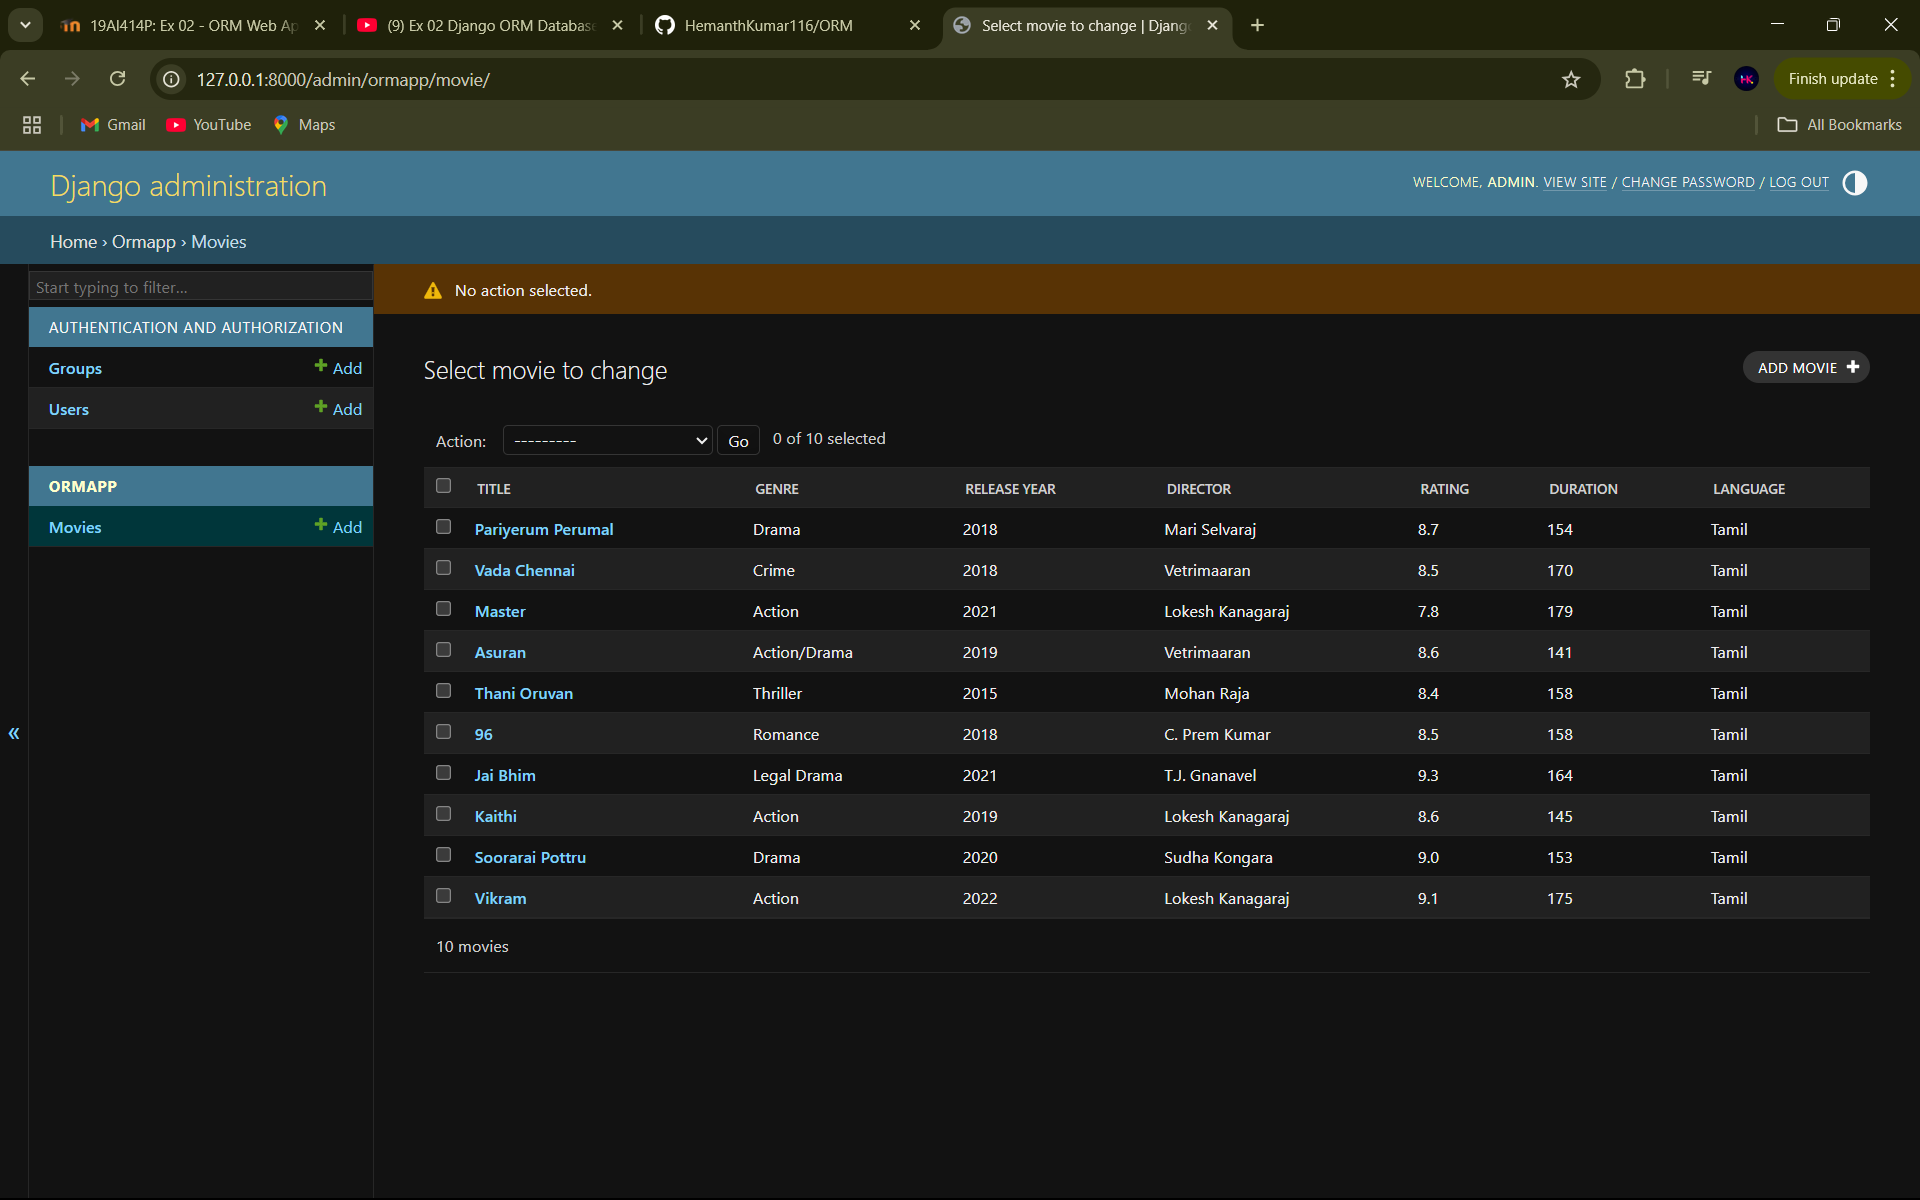 19AI414P: Ex 02 - ORM Web Ap
(9) Ex 02 Django ORM Database
HemanthKumar116/ORM
Select movie to change | Djang
127.0.0.1:8000/admin/ormapp/movie/
HK
Finish update
Gmail
YouTube
Maps
All Bookmarks
Django administration
WELCOME, ADMIN. VIEW SITE / CHANGE PASSWORD / LOG OUT
Home › Ormapp › Movies
Start typing to filter...
AUTHENTICATION AND AUTHORIZATION
Groups + Add
Users + Add
ORMAPP
Movies + Add
«
No action selected.
Select movie to change
ADD MOVIE +
Action: --------- Go 0 of 10 selected
TITLE GENRE RELEASE YEAR DIRECTOR RATING DURATION LANGUAGE
Pariyerum Perumal Drama 2018 Mari Selvaraj 8.7 154 Tamil
Vada Chennai Crime 2018 Vetrimaaran 8.5 170 Tamil
Master Action 2021 Lokesh Kanagaraj 7.8 179 Tamil
Asuran Action/Drama 2019 Vetrimaaran 8.6 141 Tamil
Thani Oruvan Thriller 2015 Mohan Raja 8.4 158 Tamil
96 Romance 2018 C. Prem Kumar 8.5 158 Tamil
Jai Bhim Legal Drama 2021 T.J. Gnanavel 9.3 164 Tamil
Kaithi Action 2019 Lokesh Kanagaraj 8.6 145 Tamil
Soorarai Pottru Drama 2020 Sudha Kongara 9.0 153 Tamil
Vikram Action 2022 Lokesh Kanagaraj 9.1 175 Tamil
10 movies